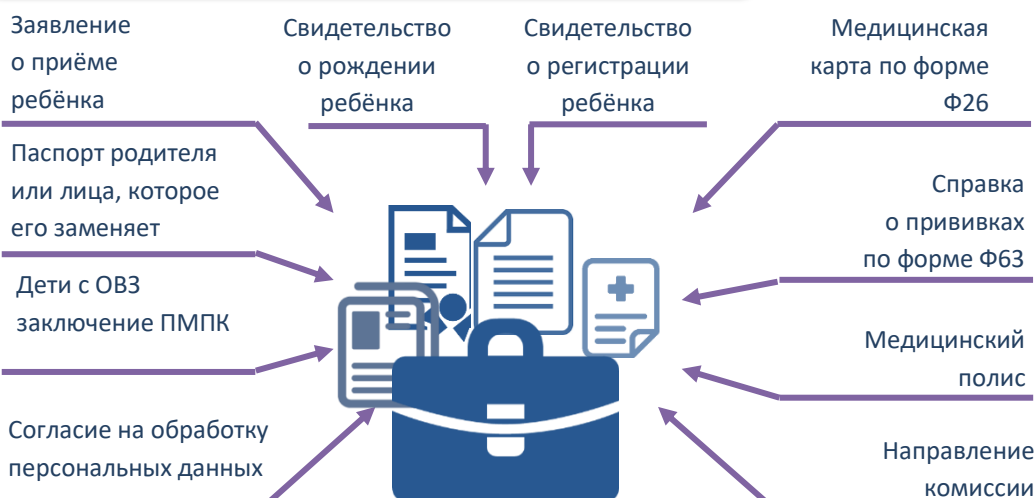 Заявление
о приёме
ребёнка
Свидетельство
о рождении
ребёнка
Свидетельство
о регистрации
ребёнка
Медицинская
карта по форме
Ф26
Паспорт родителя
или лица, которое
его заменяет
Справка
о прививках
по форме Ф63
Дети с ОВЗ
заключение ПМПК
Медицинский
полис
Согласие на обработку
персональных данных
Направление
комиссии